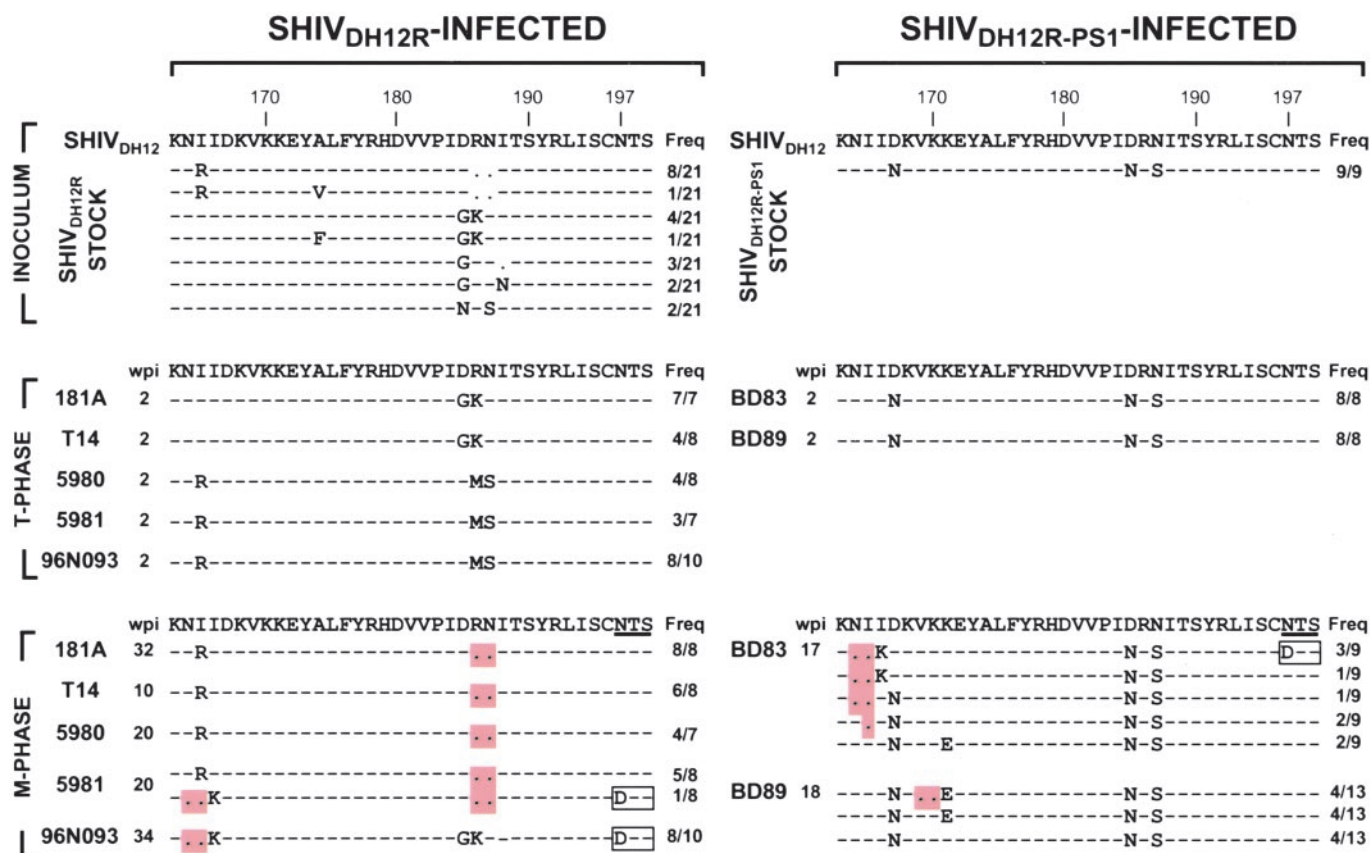 SHIVDH12R-INFECTED
170 180 190 197
INOCULUM
SHIVDH12R STOCK
SHIVDH12 KNIIDKVKKEYALFYRHDVVPIDRNITSYRLISCNTS Freq
--R--------------------..------------ 8/21
--R--------V-----------..------------ 1/21
----------------------GK------------- 4/21
-----------F----------GK------------- 1/21
----------------------G--.----------- 3/21
----------------------G--N----------- 2/21
----------------------N-S------------ 2/21
T-PHASE
wpi KNIIDKVKKEYALFYRHDVVPIDRNITSYRLISCNTS Freq
181A 2 ----------------------GK------------- 7/7
T14 2 ----------------------GK------------- 4/8
5980 2 --R--------------------MS------------ 4/8
5981 2 --R--------------------MS------------ 3/7
96N093 2 --R--------------------MS------------ 8/10
M-PHASE
wpi KNIIDKVKKEYALFYRHDVVPIDRNITSYRLISCNTS Freq
181A 32 --R--------------------..------------ 8/8
T14 10 --R--------------------..------------ 6/8
5980 20 --R--------------------..------------ 4/7
5981 20 --R--------------------..------------ 5/8
-..K-------------------..---------D-- 1/8
96N093 34 -..K------------------GK----------D-- 8/10
SHIVDH12R-PS1-INFECTED
170 180 190 197
SHIVDH12R-PS1 STOCK
SHIVDH12 KNIIDKVKKEYALFYRHDVVPIDRNITSYRLISCNTS Freq
----N-----------------N-S------------ 9/9
wpi KNIIDKVKKEYALFYRHDVVPIDRNITSYRLISCNTS Freq
BD83 2 ----N-----------------N-S------------ 8/8
BD89 2 ----N-----------------N-S------------ 8/8
wpi KNIIDKVKKEYALFYRHDVVPIDRNITSYRLISCNTS Freq
BD83 17 -..K------------------N-S---------D-- 3/9
-..K------------------N-S------------ 1/9
-..-N-----------------N-S------------ 1/9
--.-N-----------------N-S------------ 2/9
----N---E-------------N-S------------ 2/9
BD89 18 ----N-..E-------------N-S------------ 4/13
----N---E-------------N-S------------ 4/13
----N-----------------N-S------------ 4/13